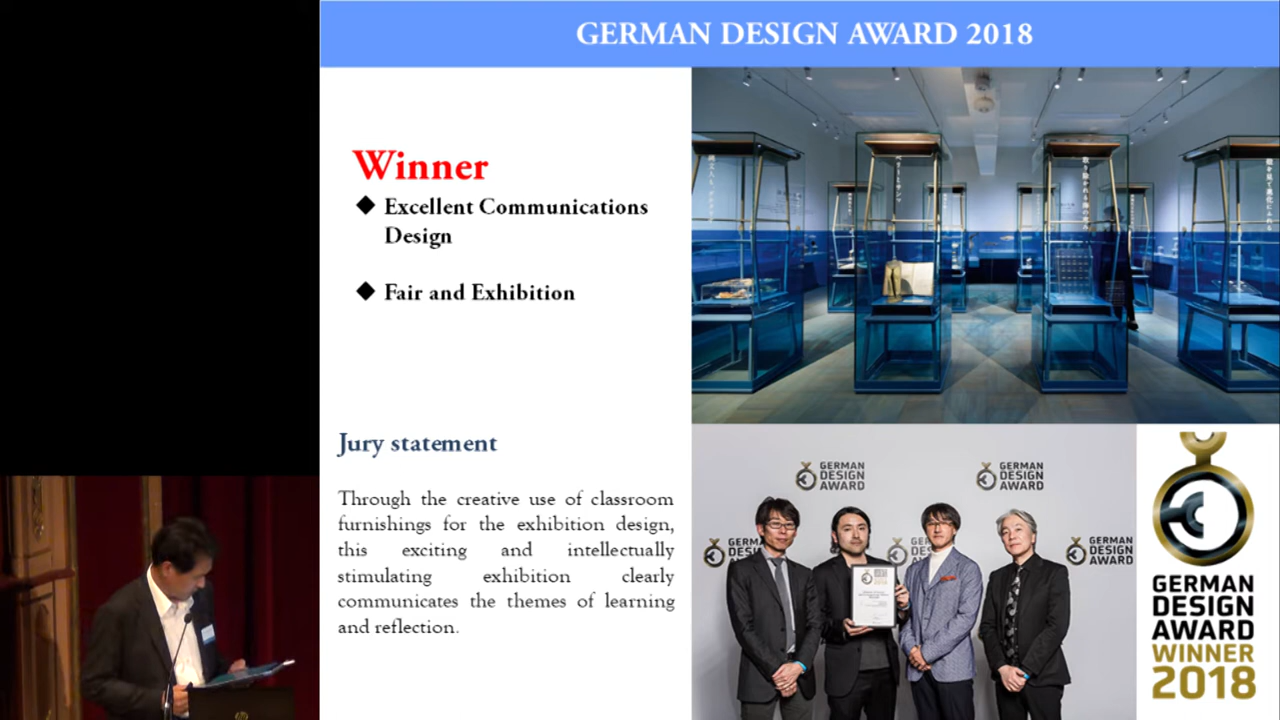 GERMAN DESIGN AWARD 2018
Winner
◆ Excellent Communications
Design
◆ Fair and Exhibition
Jury statement
Through the creative use of classroom
furnishings for the exhibition design,
this exciting and intellectually
stimulating exhibition clearly
communicates the themes of learning
and reflection.
GERMAN
DESIGN
AWARD
GERMAN
DESIGN
AWARD
GERMAN
DESIGN
AWARD
GERMAN
DESIGN
AWARD
WINNER
2018
hp